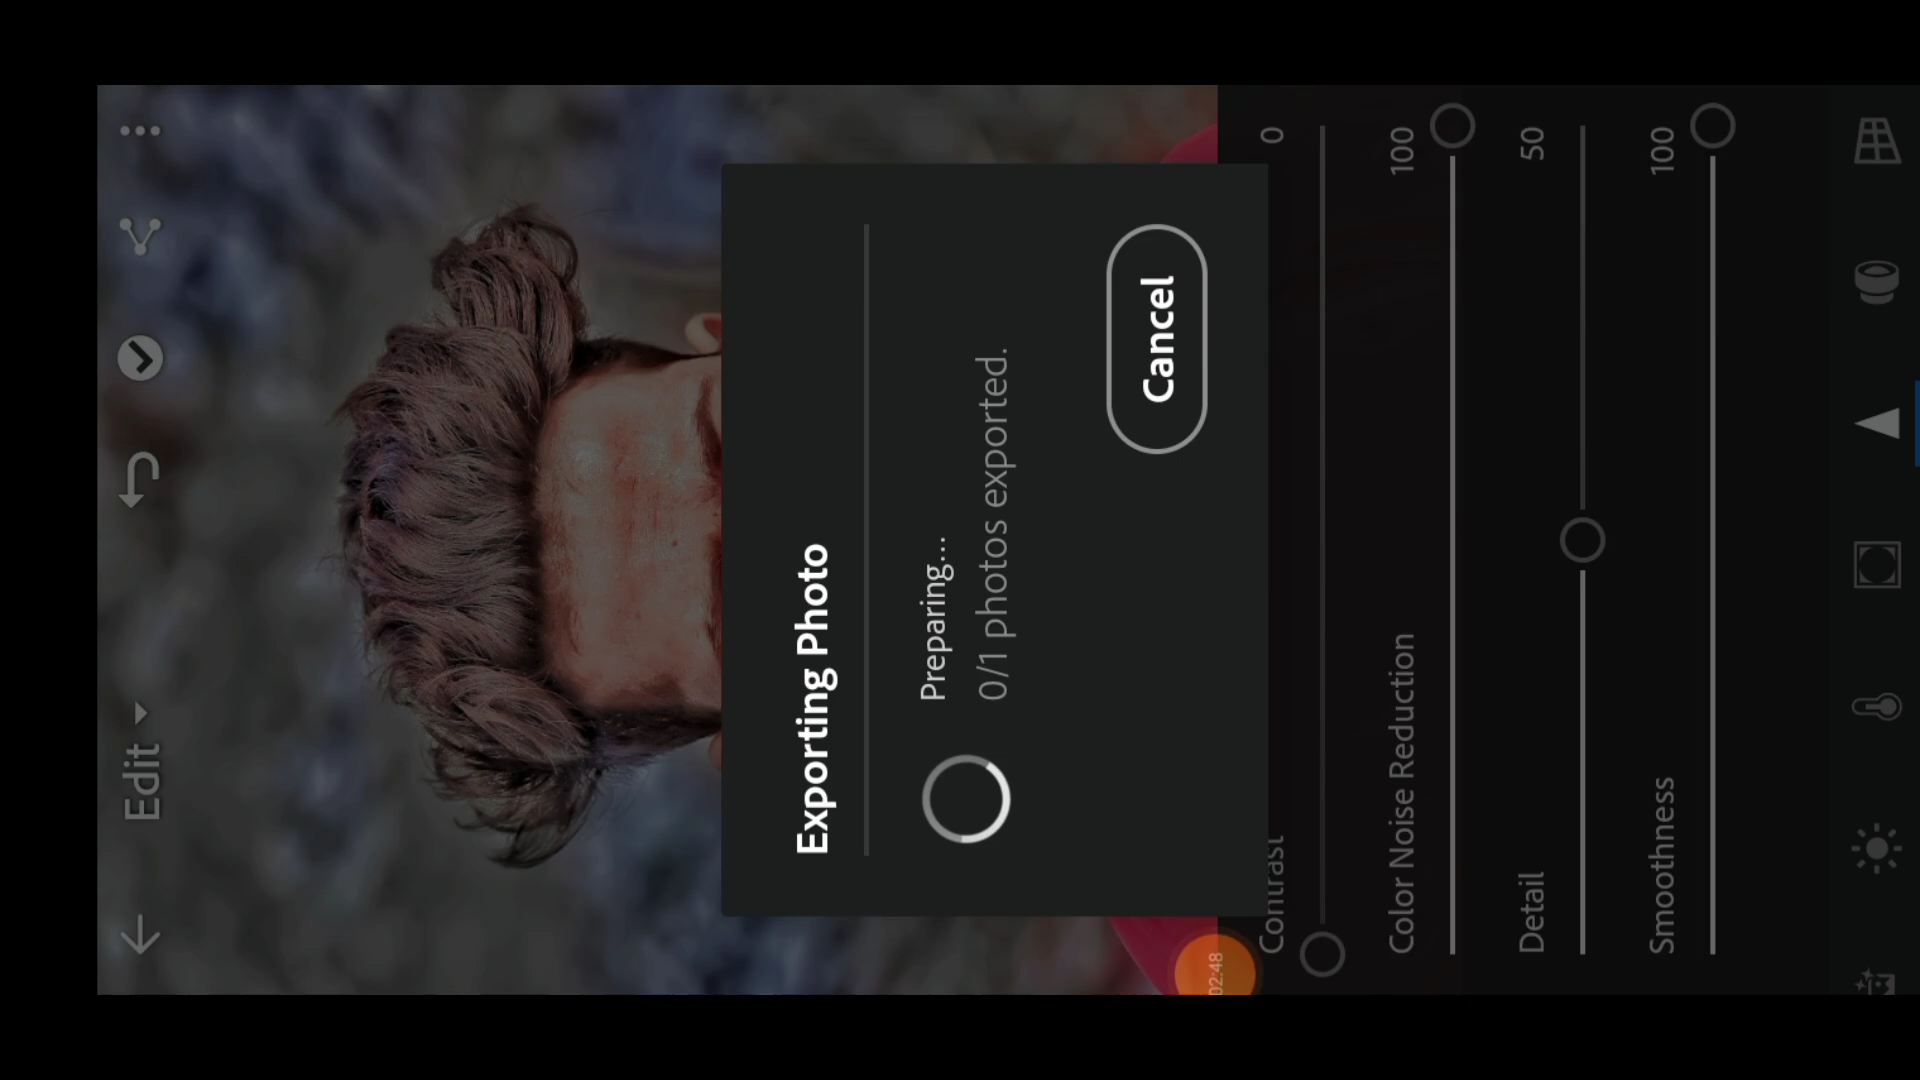 Edit
Exporting Photo
Preparing...
0/1 photos exported.
Cancel
02:48
Contrast 0
Color Noise Reduction 100
Detail 50
Smoothness 100